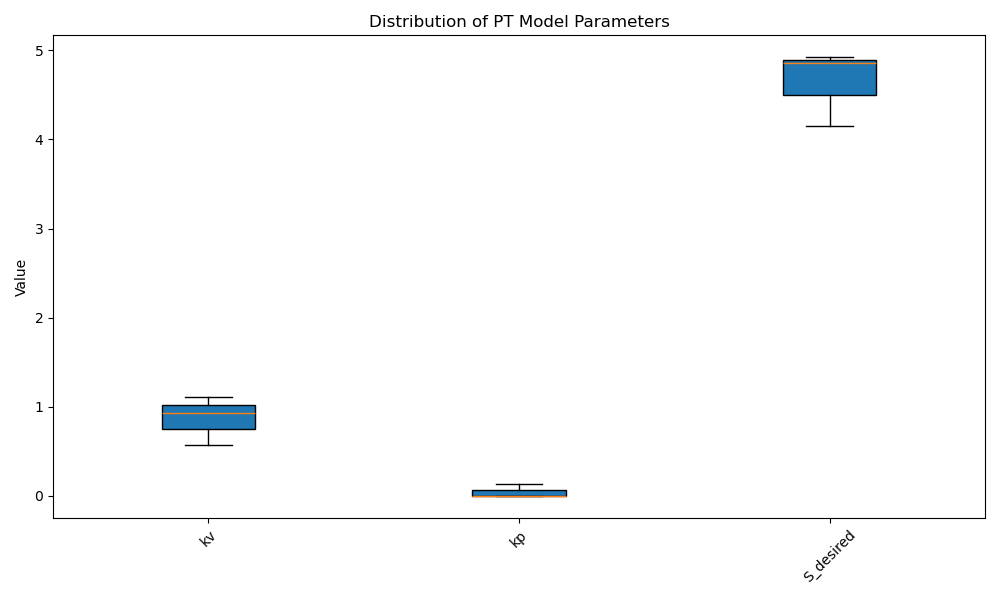 Distribution of PT Model Parameters
Value
5
4
3
2
1
0
kv
kp
S_desired